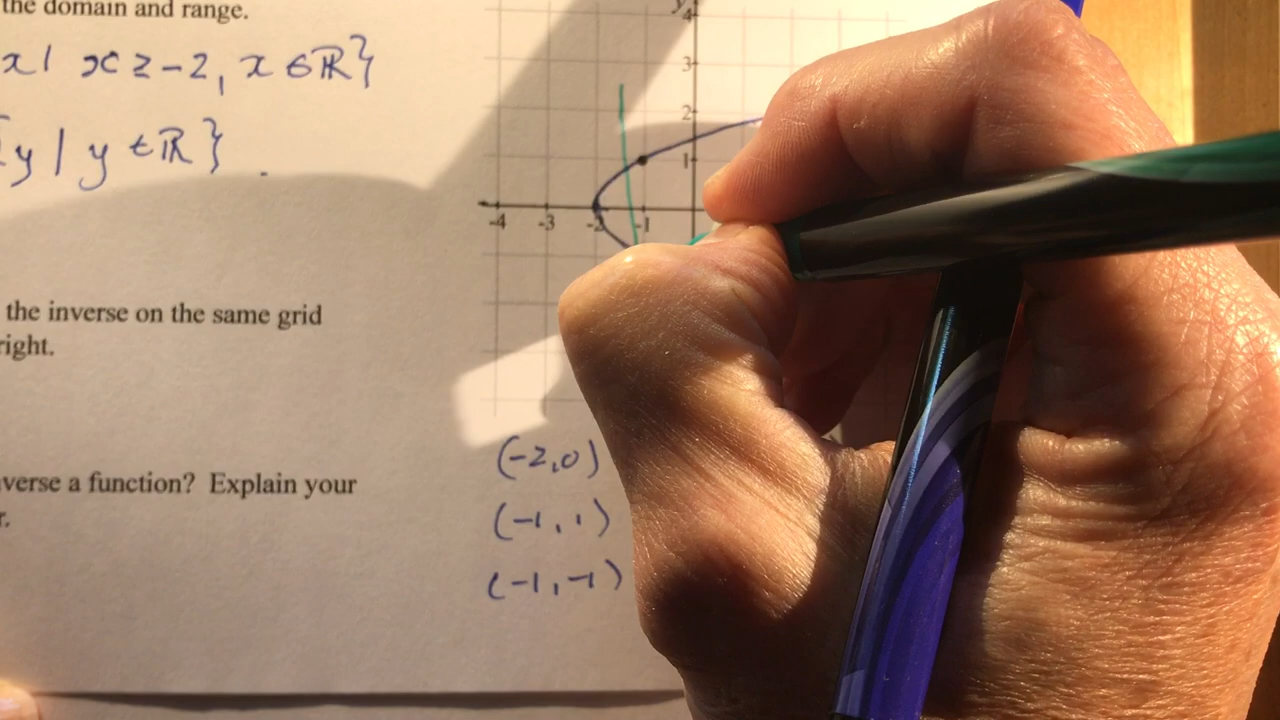 the domain and range.
x | x ≥ -2, x ∈ ℝ}
{y | y ∈ ℝ}.
the inverse on the same grid
right.
verse a function? Explain your
r.
y
4
3
2
1
-4 -3 -2 -1
(-2,0)
(-1, 1)
(-1, -1)